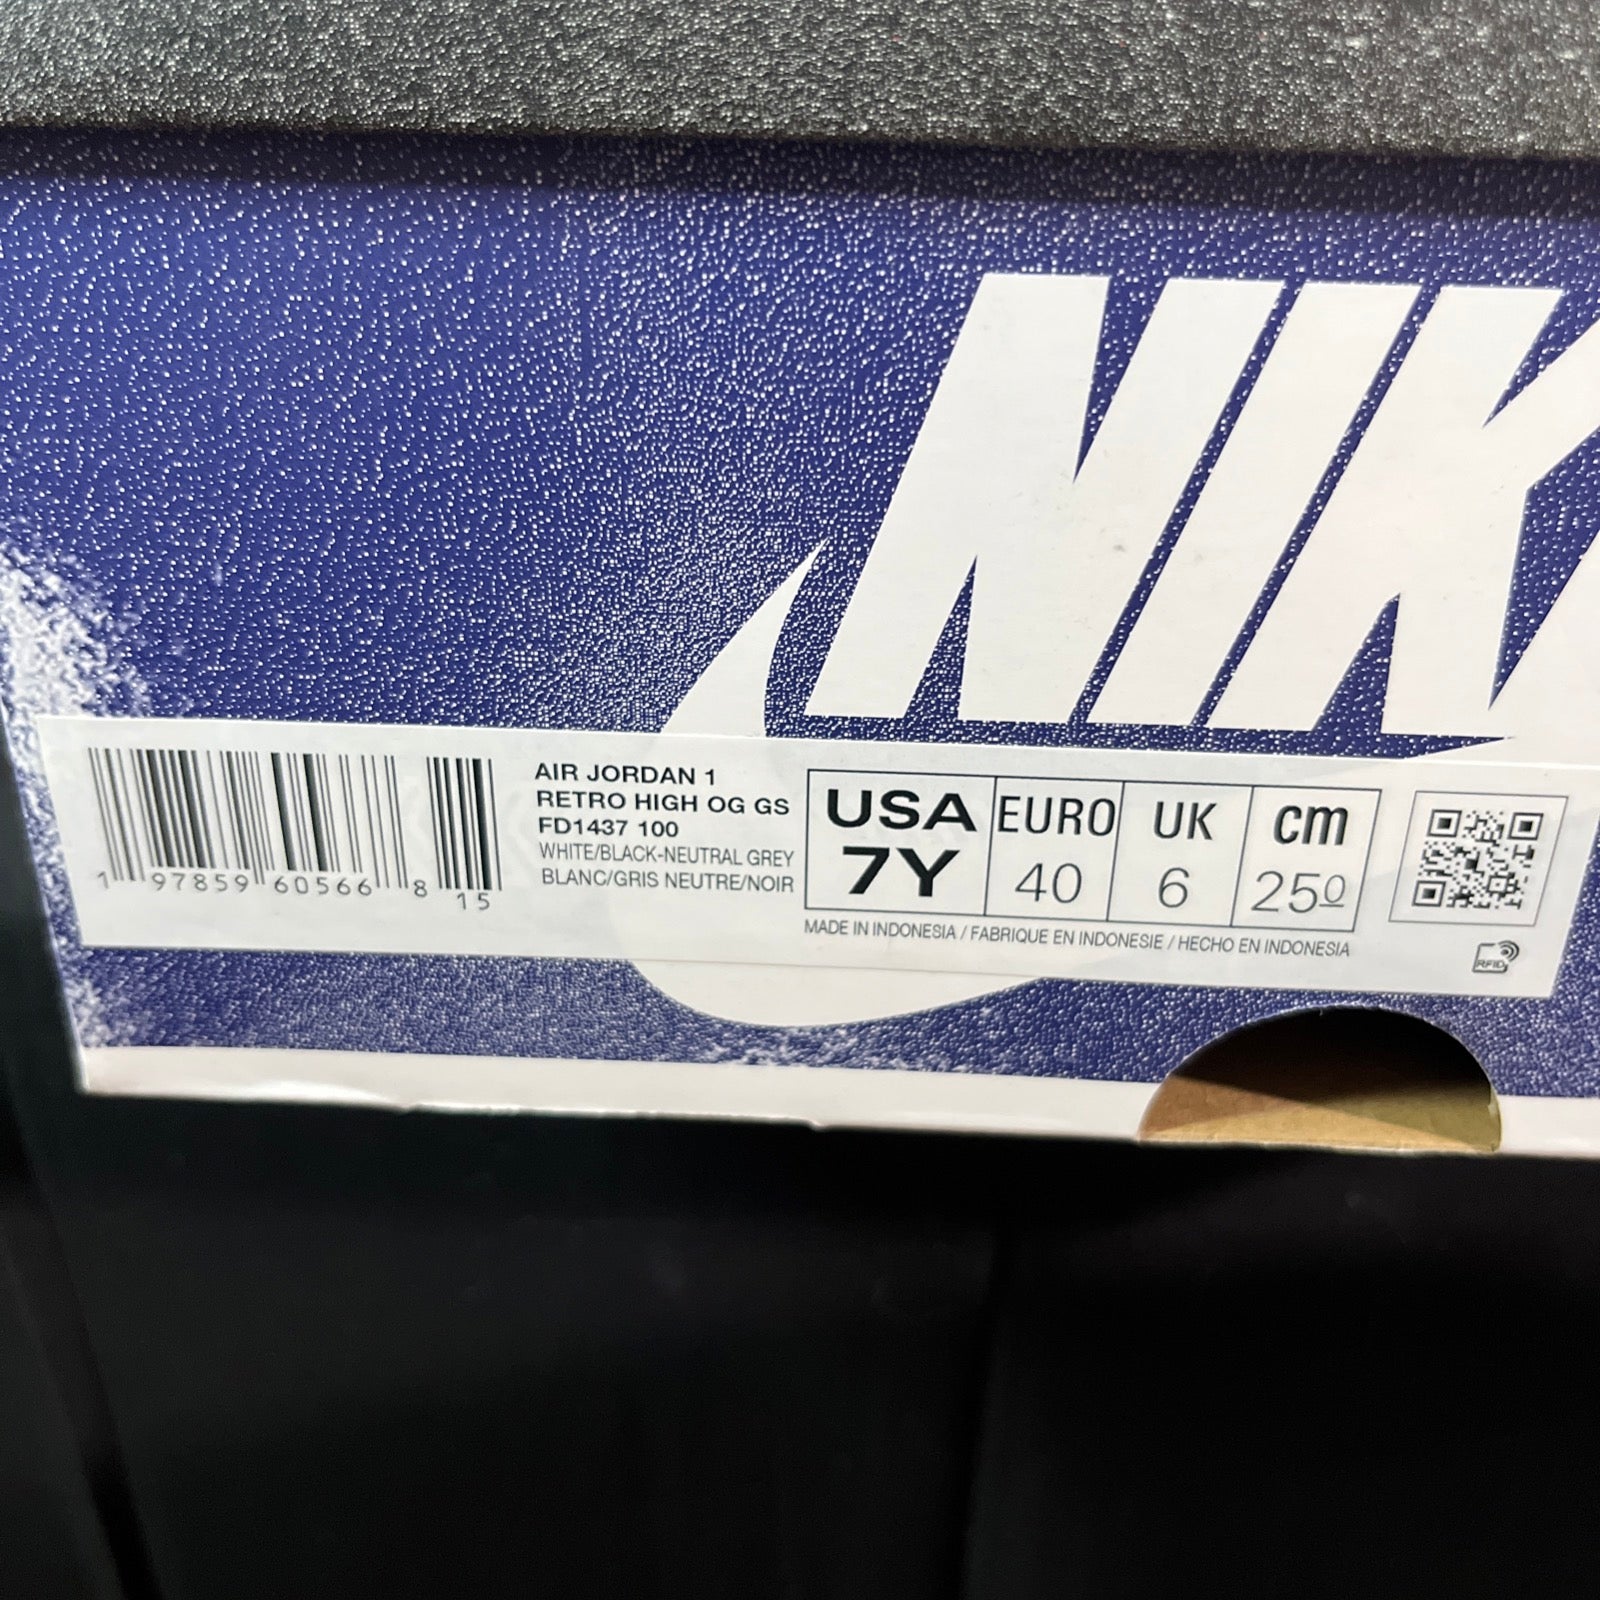 NIK
AIR JORDAN 1
RETRO HIGH OG GS
FD1437 100
WHITE/BLACK-NEUTRAL GREY
BLANC/GRIS NEUTRE/NOIR
1 97859 60566 8 15
USA EURO UK cm
7Y 40 6 250
MADE IN INDONESIA / FABRIQUE EN INDONESIE / HECHO EN INDONESIA
RFID